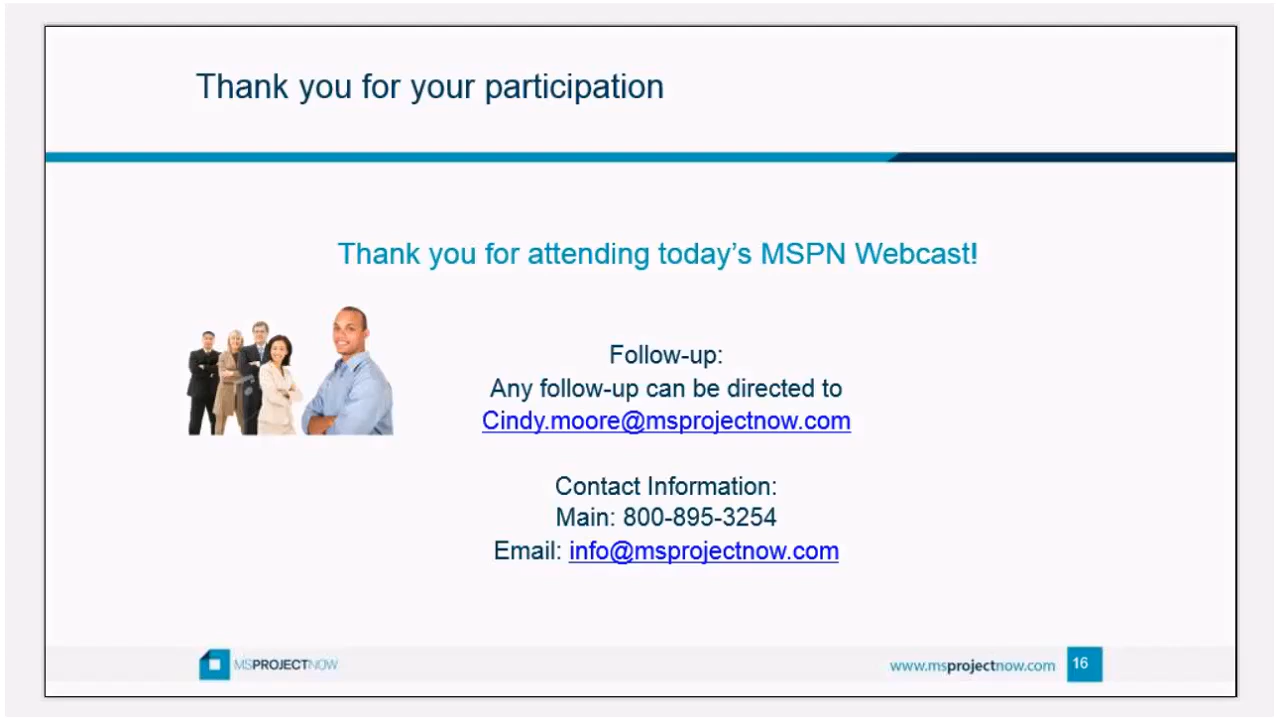 Thank you for your participation
Thank you for attending today's MSPN Webcast!
Follow-up:
Any follow-up can be directed to
Cindy.moore@msprojectnow.com
Contact Information:
Main: 800-895-3254
Email: info@msprojectnow.com
MSPROJECTNOW
www.msprojectnow.com
16